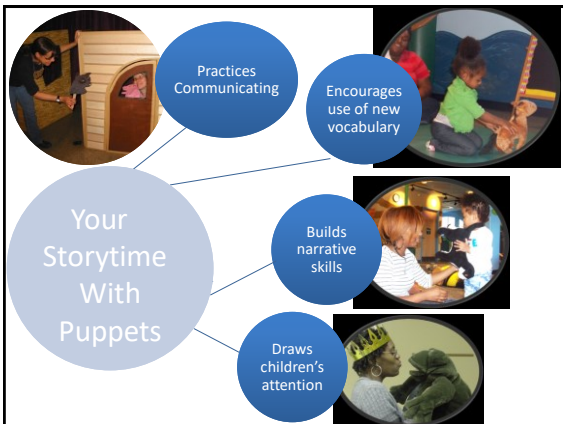 Practices
Communicating
Encourages
use of new
vocabulary
Your
Storytime
With
Puppets
Builds
narrative
skills
Draws
children’s
attention